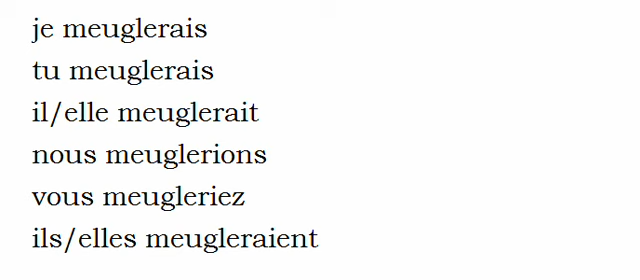 je meuglerais
tu meuglerais
il/elle meuglerait
nous meuglerions
vous meugleriez
ils/elles meugleraient